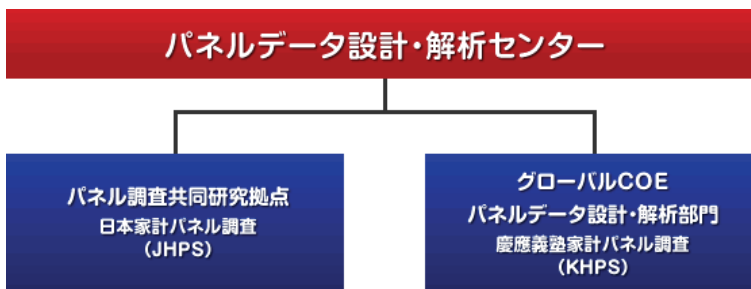 パネルデータ設計・解析センター
パネル調査共同研究拠点
日本家計パネル調査
(JHPS)
グローバルCOE
パネルデータ設計・解析部門
慶應義塾家計パネル調査
(KHPS)